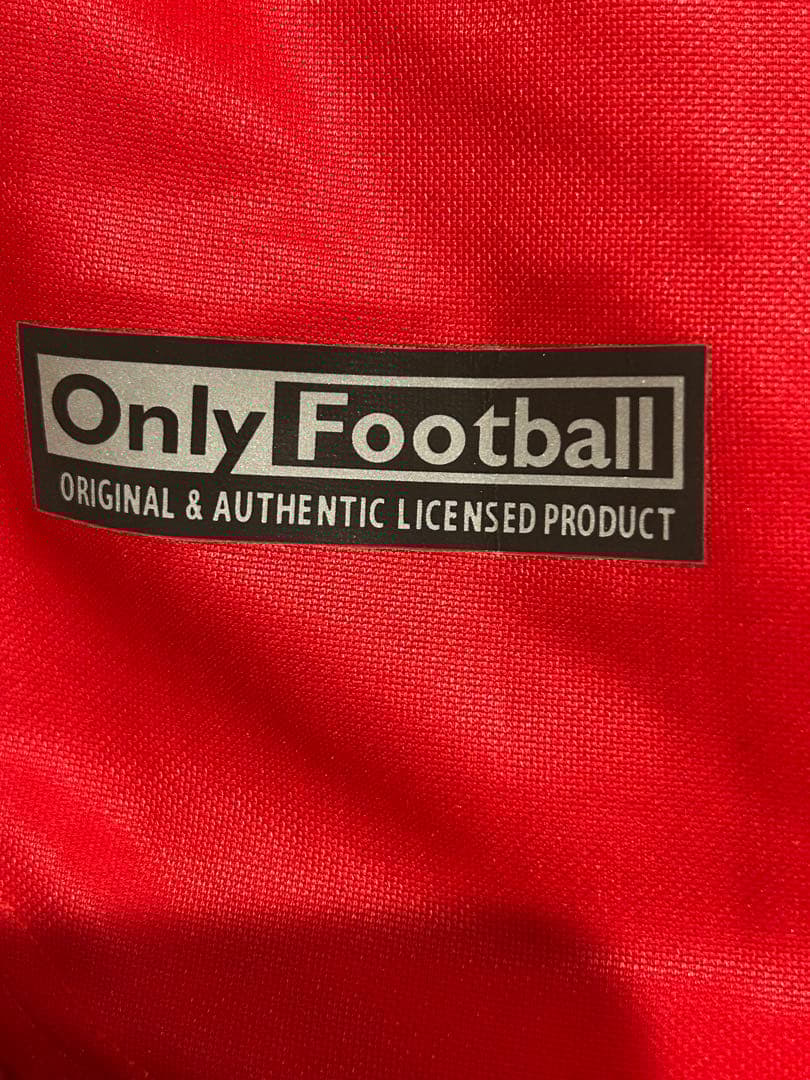 Only Football
ORIGINAL & AUTHENTIC LICENSED PRODUCT